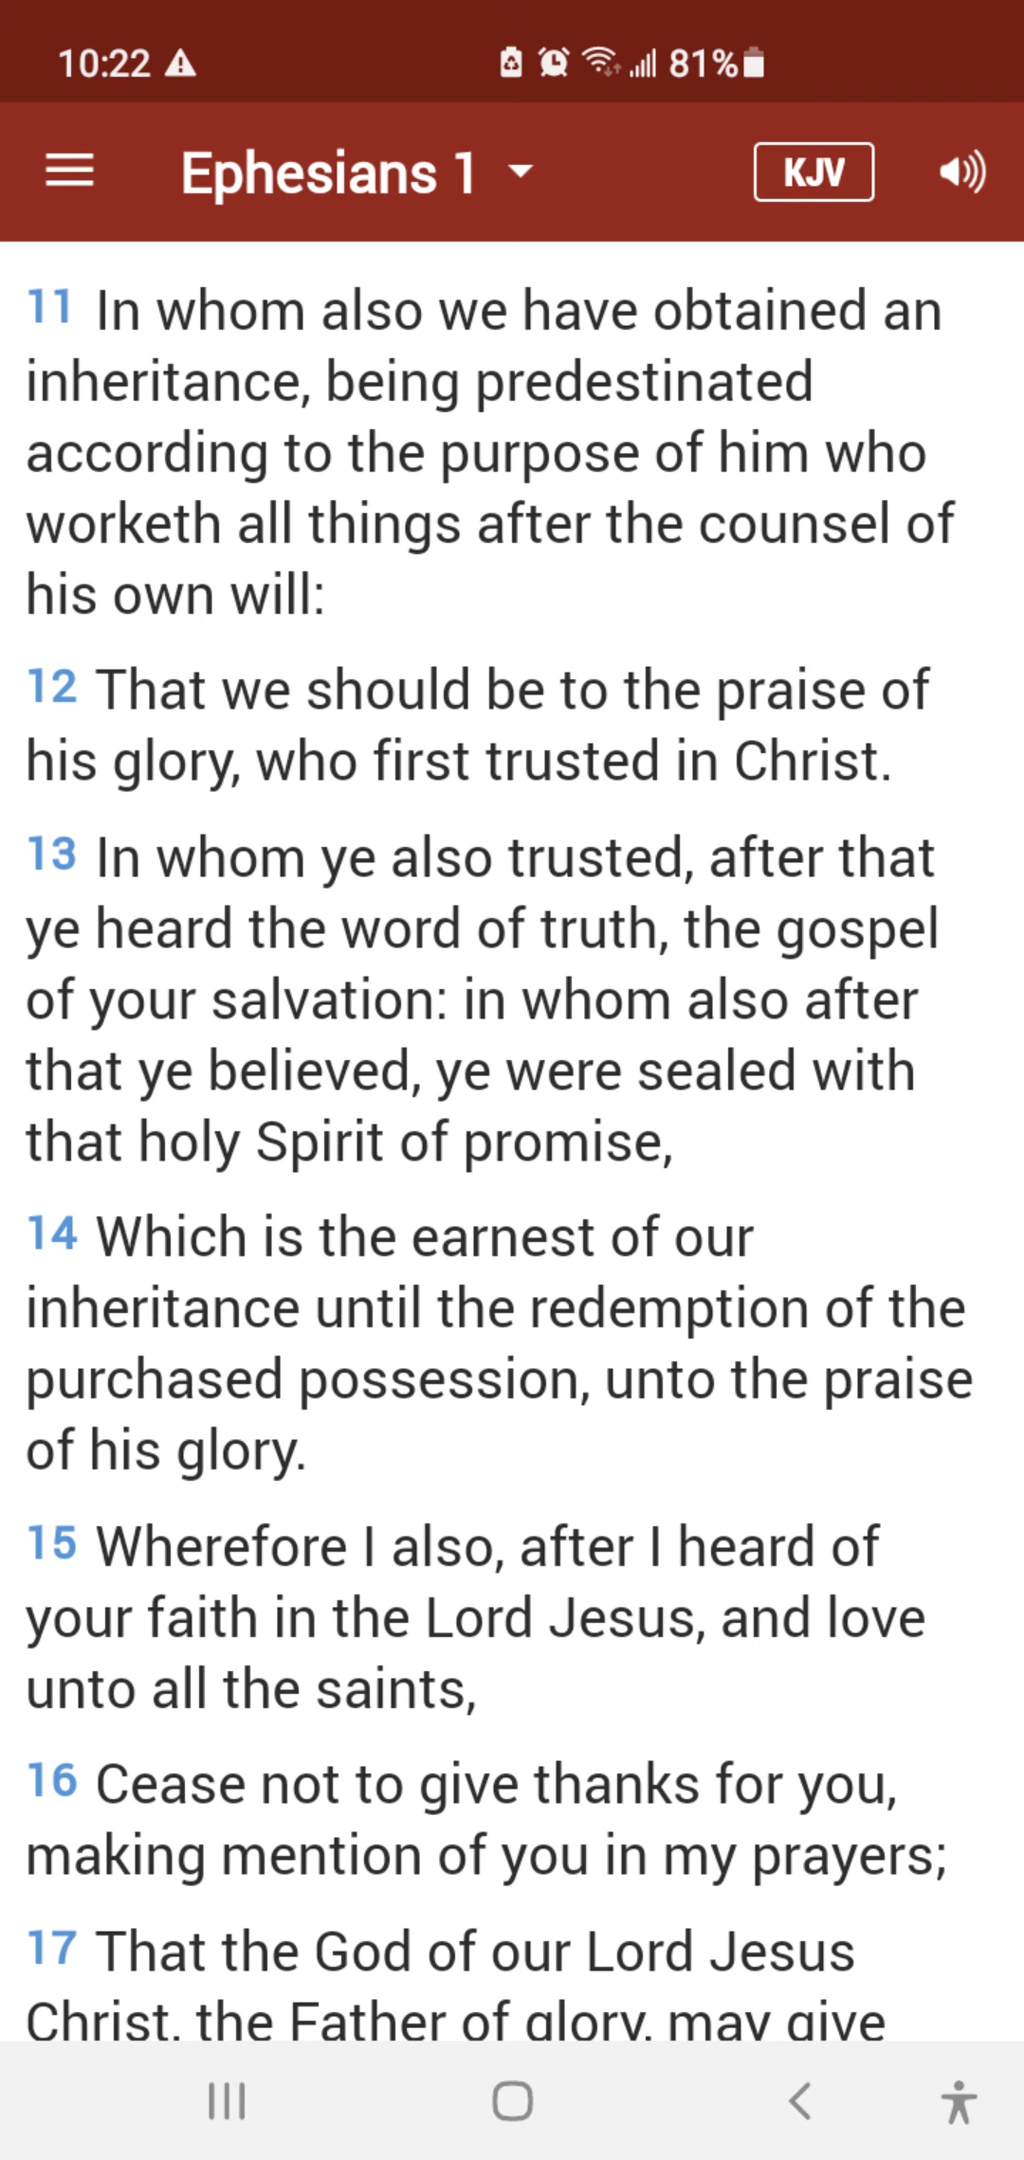 10:22 81%
Ephesians 1 KJV
11 In whom also we have obtained an
inheritance, being predestinated
according to the purpose of him who
worketh all things after the counsel of
his own will:
12 That we should be to the praise of
his glory, who first trusted in Christ.
13 In whom ye also trusted, after that
ye heard the word of truth, the gospel
of your salvation: in whom also after
that ye believed, ye were sealed with
that holy Spirit of promise,
14 Which is the earnest of our
inheritance until the redemption of the
purchased possession, unto the praise
of his glory.
15 Wherefore I also, after I heard of
your faith in the Lord Jesus, and love
unto all the saints,
16 Cease not to give thanks for you,
making mention of you in my prayers;
17 That the God of our Lord Jesus
Christ, the Father of glory, may give